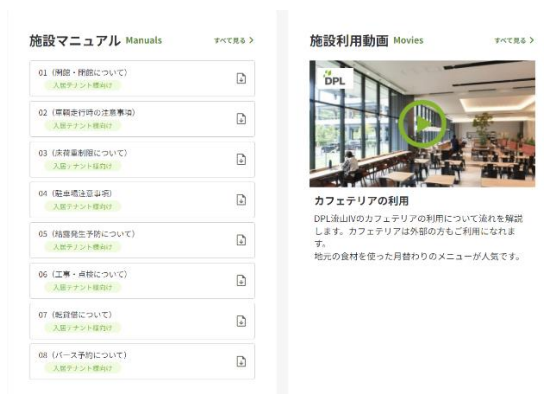 施設マニュアル Manuals
すべて見る
01（開館・閉館について）
入居テナント様向け
02（車輌走行時の注意事項）
入居テナント様向け
03（床荷重制限について）
入居テナント様向け
04（駐車場注意事項）
入居テナント様向け
05（結露発生予防について）
入居テナント様向け
06（工事・点検について）
入居テナント様向け
07（転貸借について）
入居テナント様向け
08（バース予約について）
入居テナント様向け
施設利用動画 Movies
すべて見る
DPL
カフェテリアの利用
DPL流山IVのカフェテリアの利用について流れを解説
します。カフェテリアは外部の方もご利用になれま
す。
地元の食材を使った月替わりのメニューが人気です。